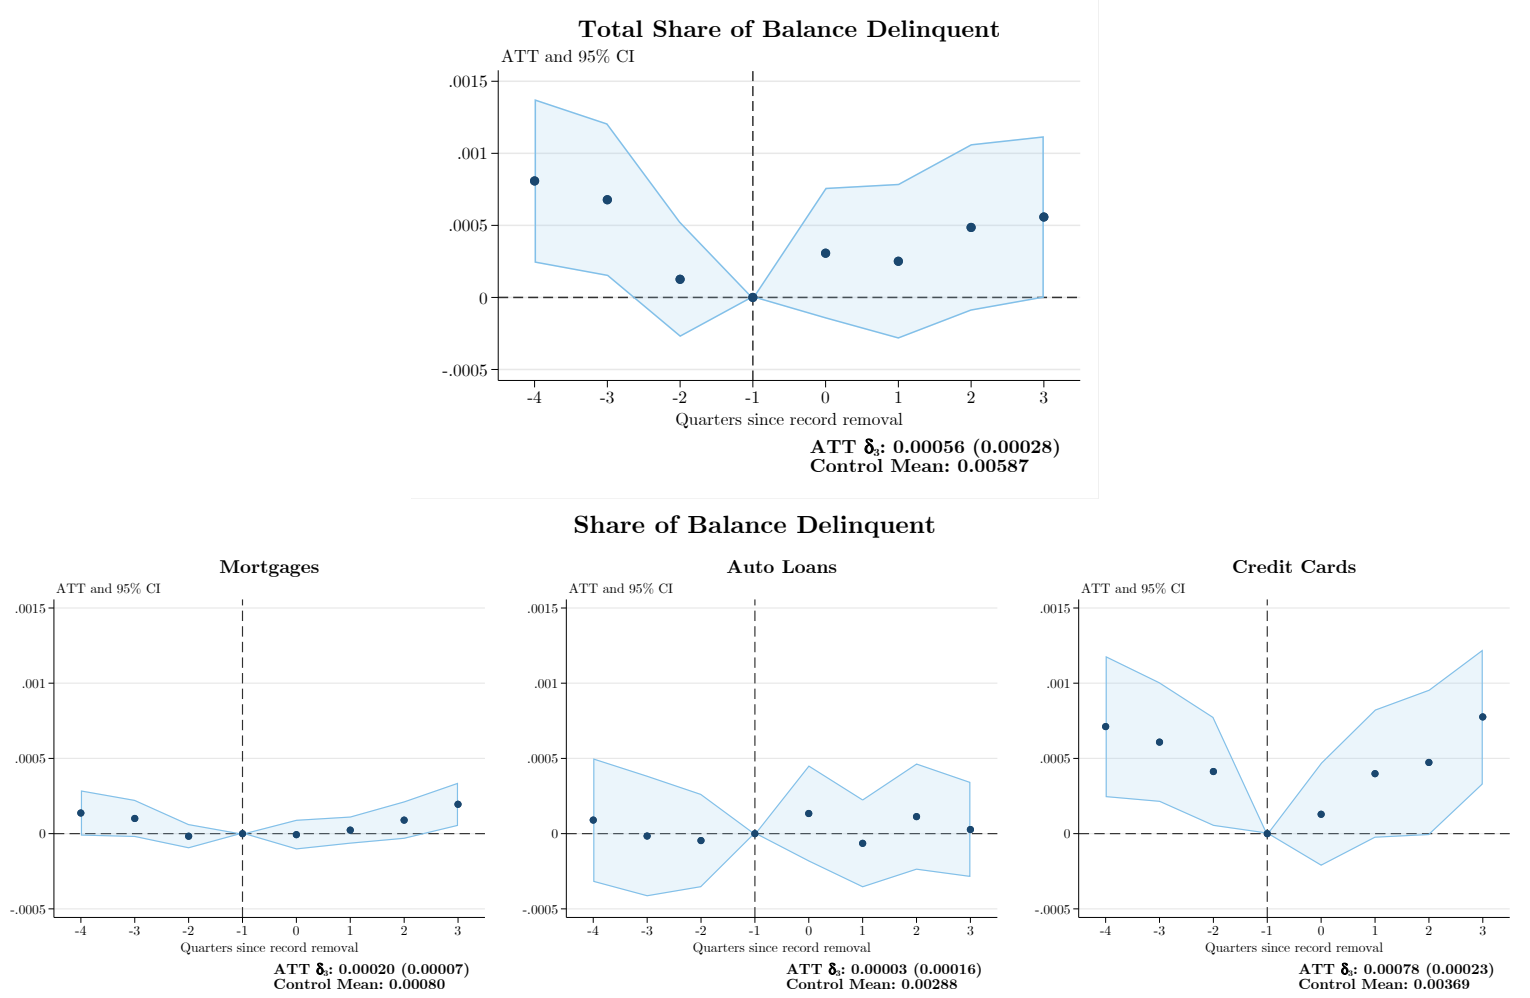 Total Share of Balance Delinquent
ATT and 95% CI
.0015
.001
.0005
0
-.0005
-4 -3 -2 -1 0 1 2 3
Quarters since record removal
ATT δ₃: 0.00056 (0.00028)
Control Mean: 0.00587
Share of Balance Delinquent
Mortgages
ATT and 95% CI
.0015
.001
.0005
0
-.0005
-4 -3 -2 -1 0 1 2 3
Quarters since record removal
ATT δ₃: 0.00020 (0.00007)
Control Mean: 0.00080
Auto Loans
ATT and 95% CI
.0015
.001
.0005
0
-.0005
-4 -3 -2 -1 0 1 2 3
Quarters since record removal
ATT δ₃: 0.00003 (0.00016)
Control Mean: 0.00288
Credit Cards
ATT and 95% CI
.0015
.001
.0005
0
-.0005
-4 -3 -2 -1 0 1 2 3
Quarters since record removal
ATT δ₃: 0.00078 (0.00023)
Control Mean: 0.00369